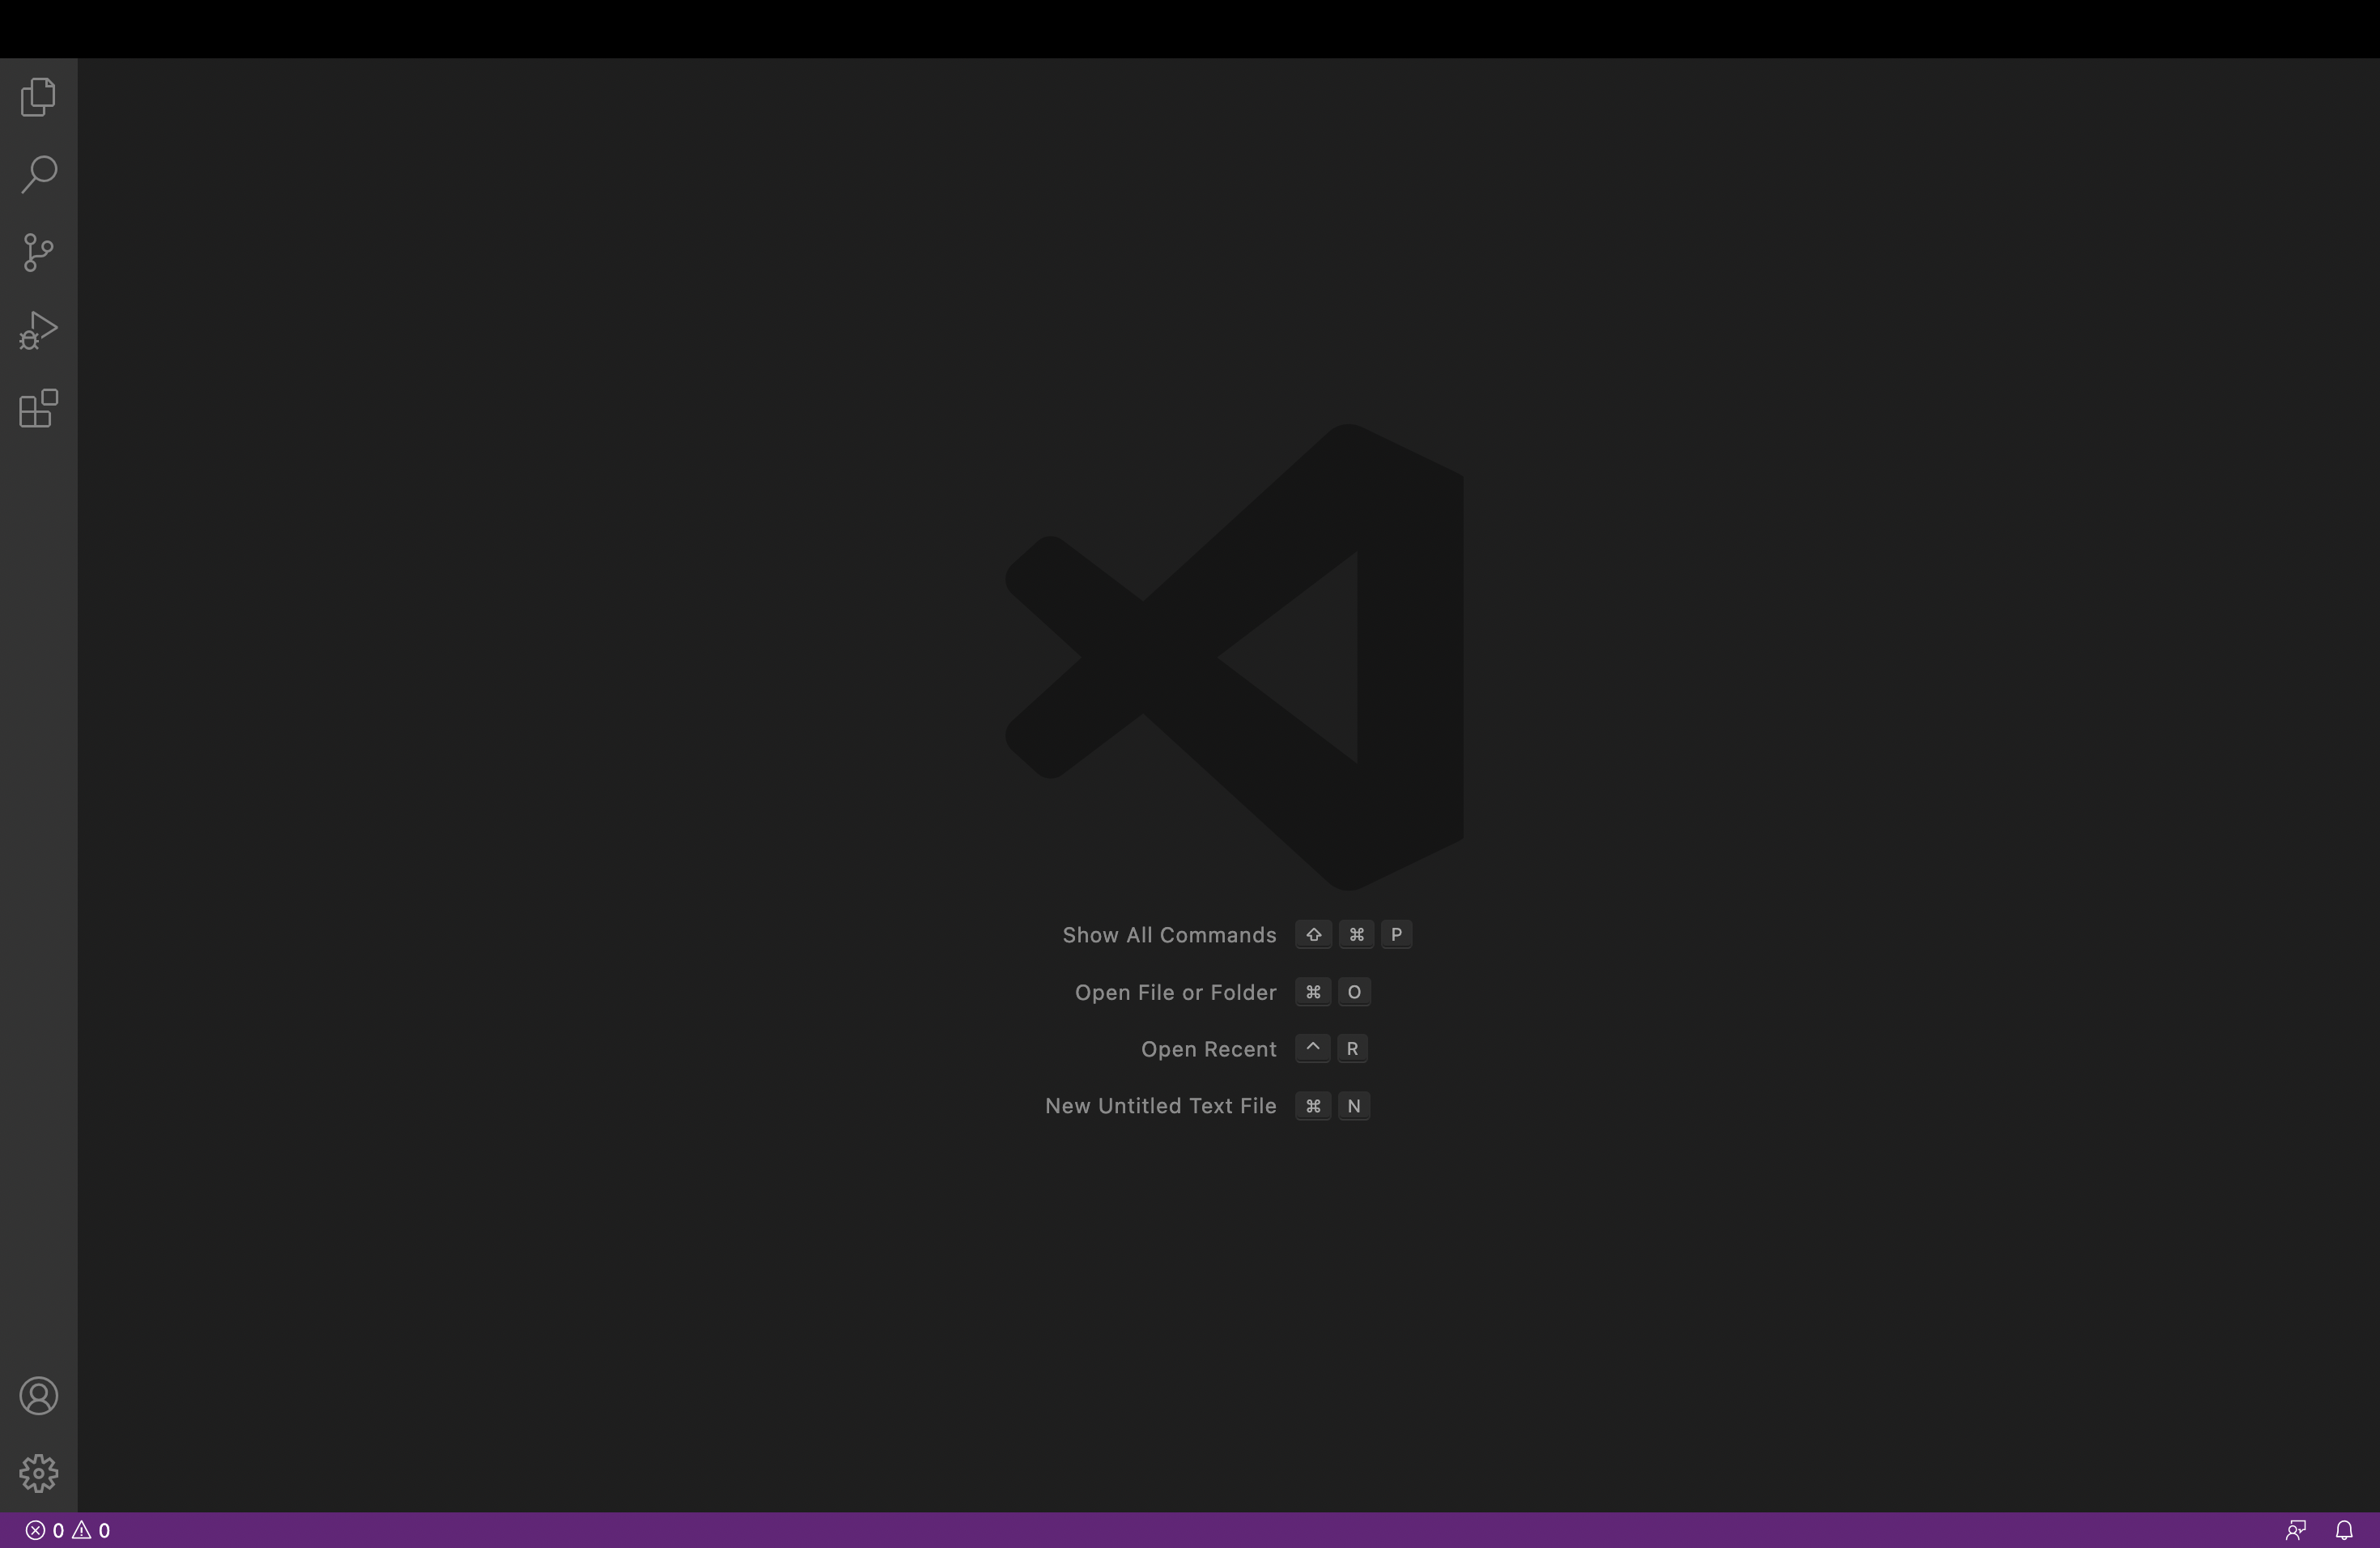 Show All Commands ⇧ ⌘ P
Open File or Folder ⌘ O
Open Recent ^ R
New Untitled Text File ⌘ N
0 0